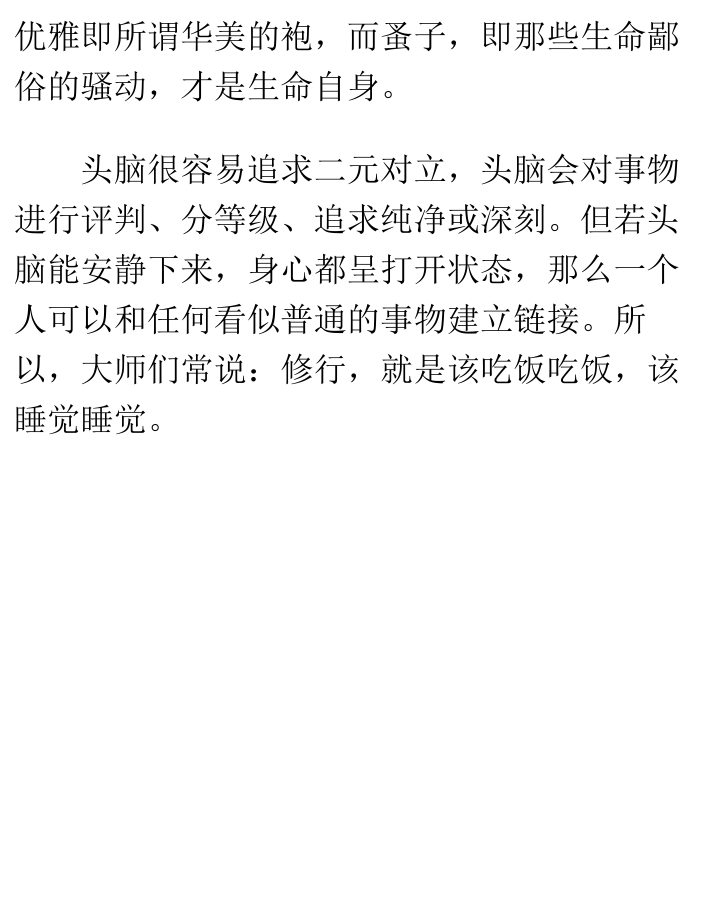 优雅即所谓华美的袍，而蚤子，即那些生命鄙
俗的骚动，才是生命自身。
头脑很容易追求二元对立，头脑会对事物
进行评判、分等级、追求纯净或深刻。但若头
脑能安静下来，身心都呈打开状态，那么一个
人可以和任何看似普通的事物建立链接。所
以，大师们常说：修行，就是该吃饭吃饭，该
睡觉睡觉。